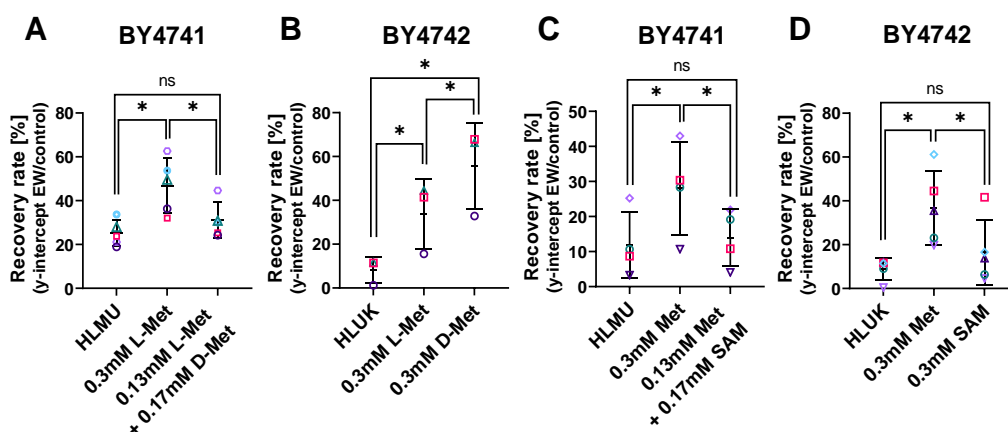 A
BY4741
ns
*
*
Recovery rate [%]
(y-intercept EW/control)
80
60
40
20
0
HLMU
0.3mM L-Met
0.13mM L-Met
+ 0.17mM D-Met
B
BY4742
*
*
*
Recovery rate [%]
(y-intercept EW/control)
80
60
40
20
0
HLUK
0.3mM L-Met
0.3mM D-Met
C
BY4741
ns
*
*
Recovery rate [%]
(y-intercept EW/control)
50
40
30
20
10
0
HLMU
0.3mM Met
0.13mM Met
+ 0.17mM SAM
D
BY4742
ns
*
*
Recovery rate [%]
(y-intercept EW/control)
80
60
40
20
0
HLUK
0.3mM Met
0.3mM SAM